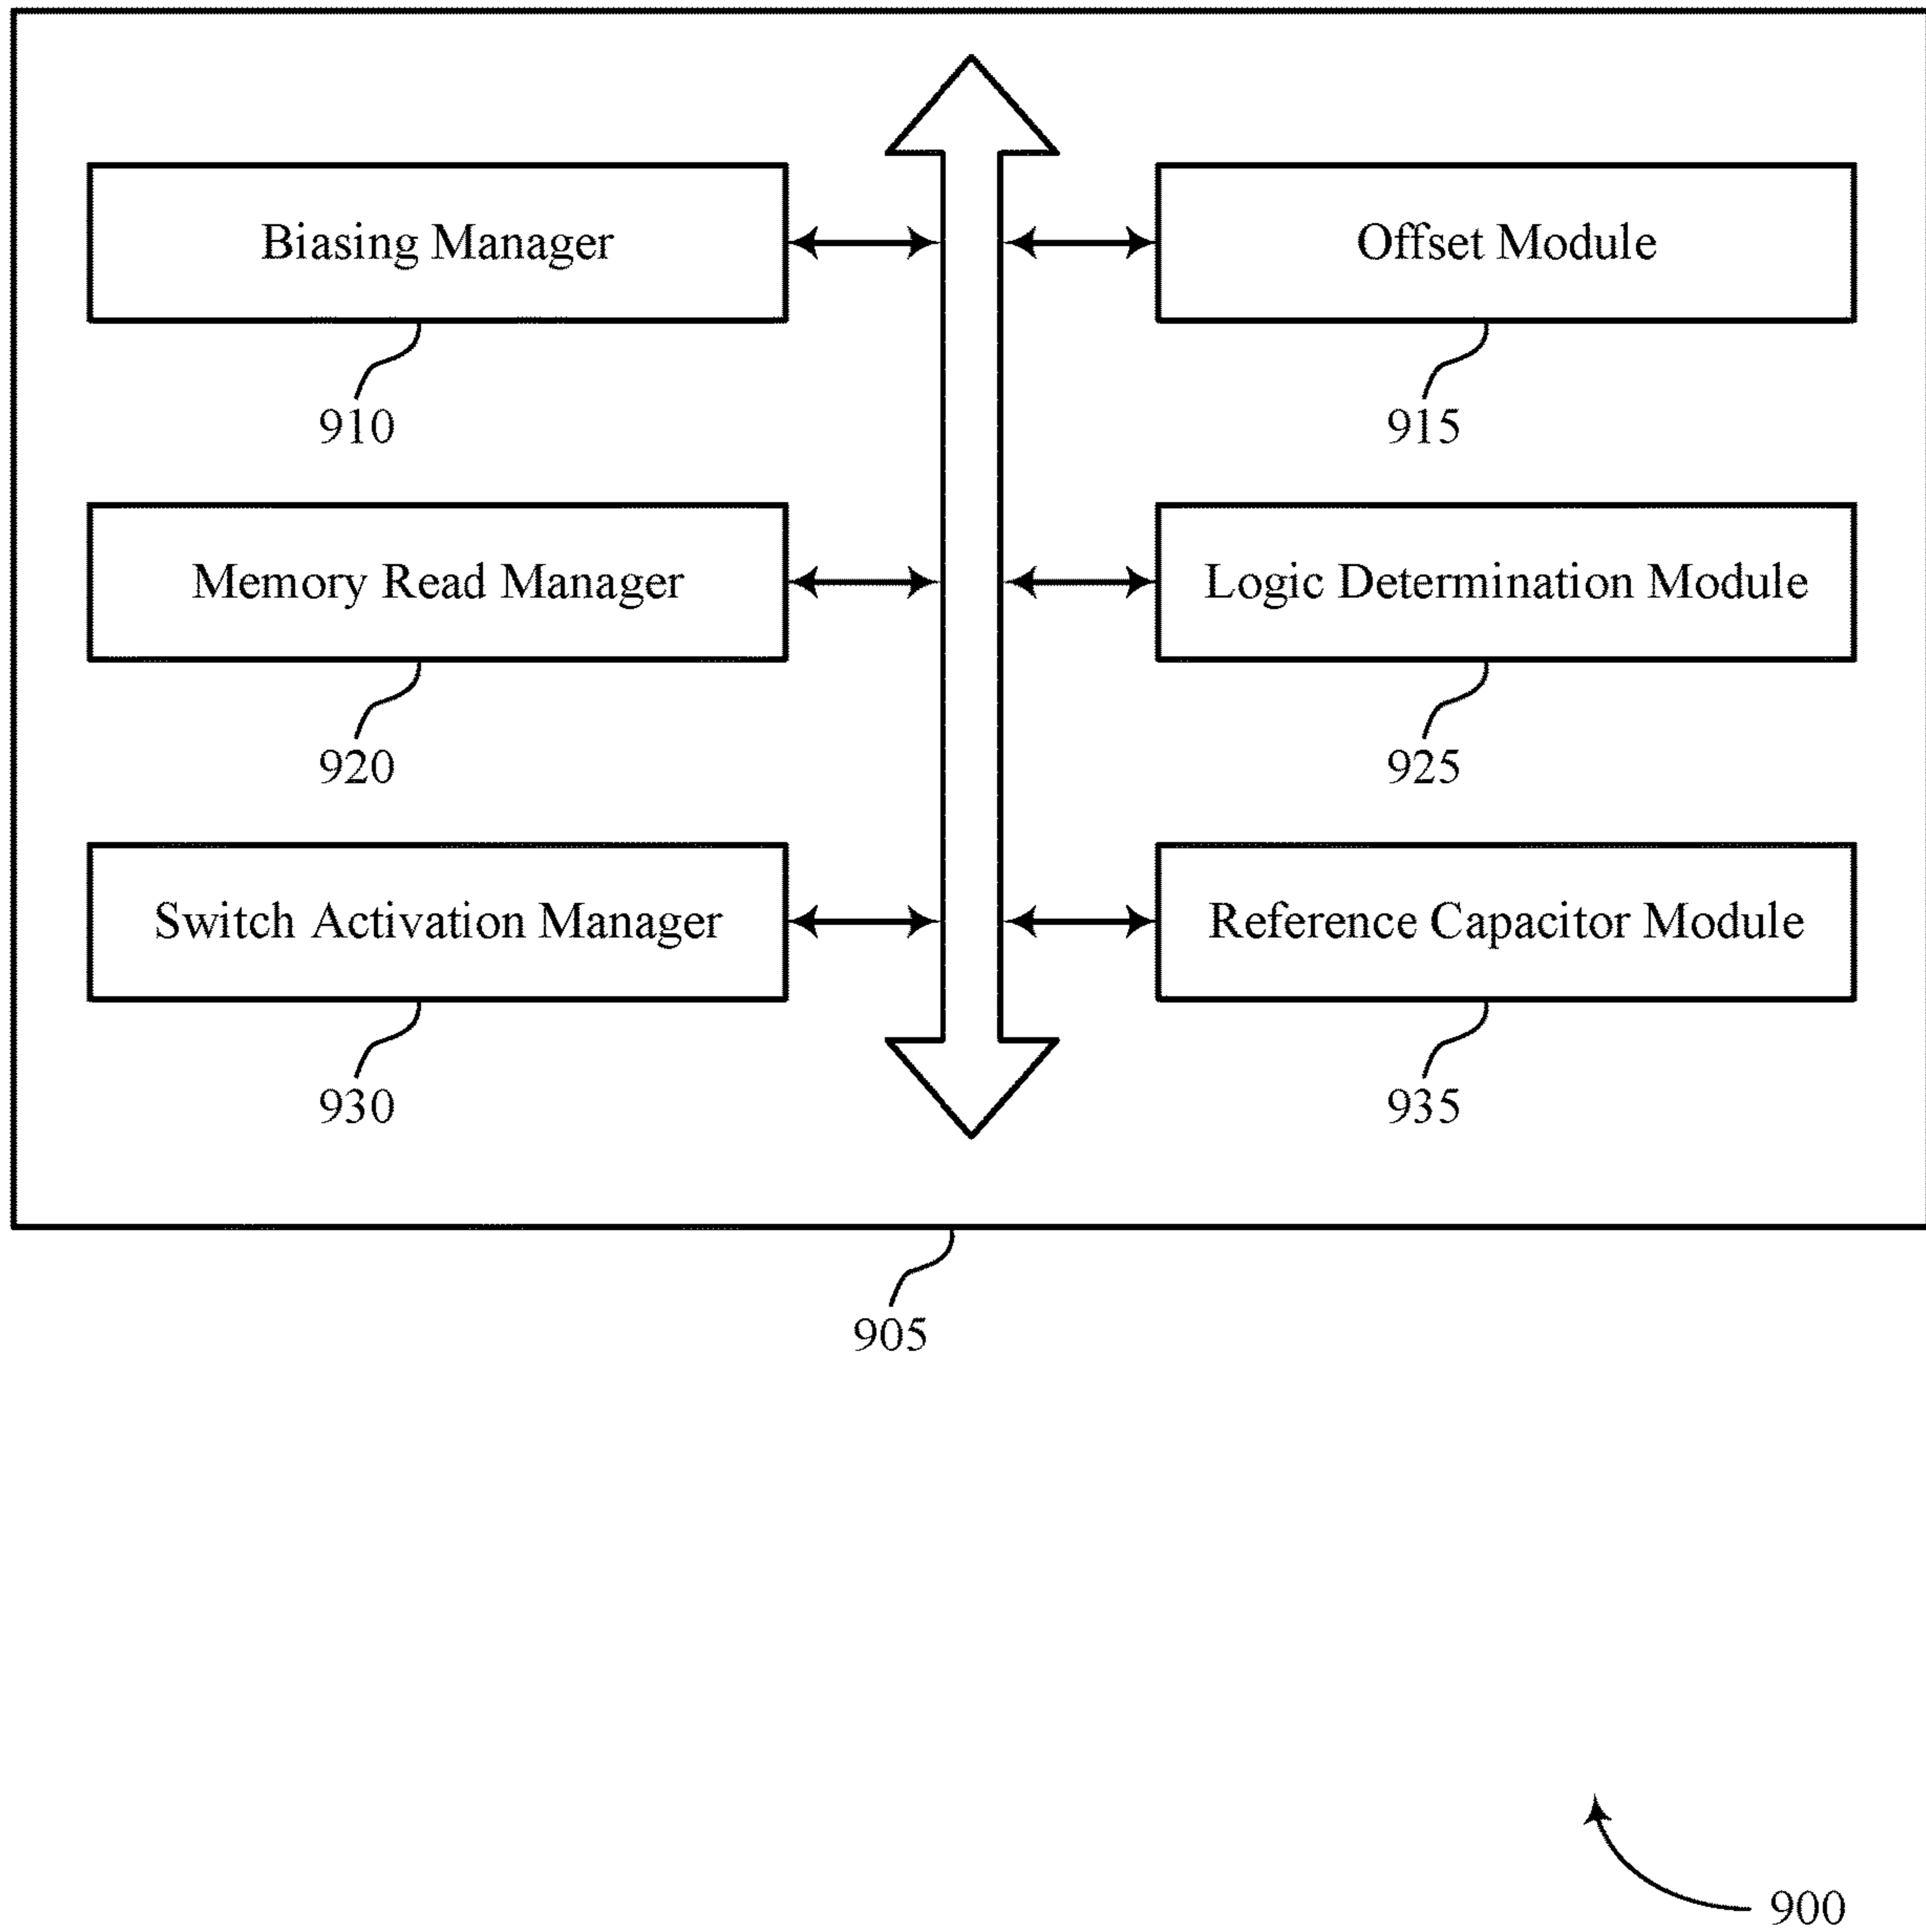 Biasing Manager
Offset Module
910
915
Memory Read Manager
Logic Determination Module
920
925
Switch Activation Manager
Reference Capacitor Module
930
935
905
900